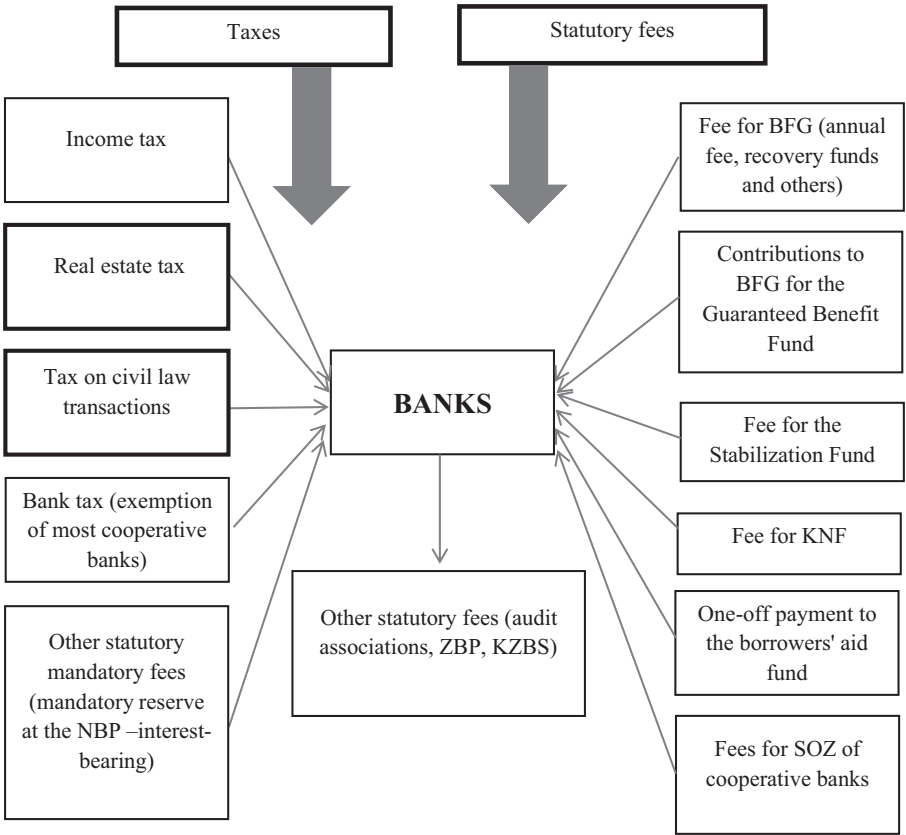 Taxes
Statutory fees
Income tax
Real estate tax
Tax on civil law
transactions
Bank tax (exemption
of most cooperative
banks)
Other statutory
mandatory fees
(mandatory reserve
at the NBP –interest-
bearing)
BANKS
Other statutory fees (audit
associations, ZBP, KZBS)
Fee for BFG (annual
fee, recovery funds
and others)
Contributions to
BFG for the
Guaranteed Benefit
Fund
Fee for the
Stabilization Fund
Fee for KNF
One-off payment to
the borrowers' aid
fund
Fees for SOZ of
cooperative banks